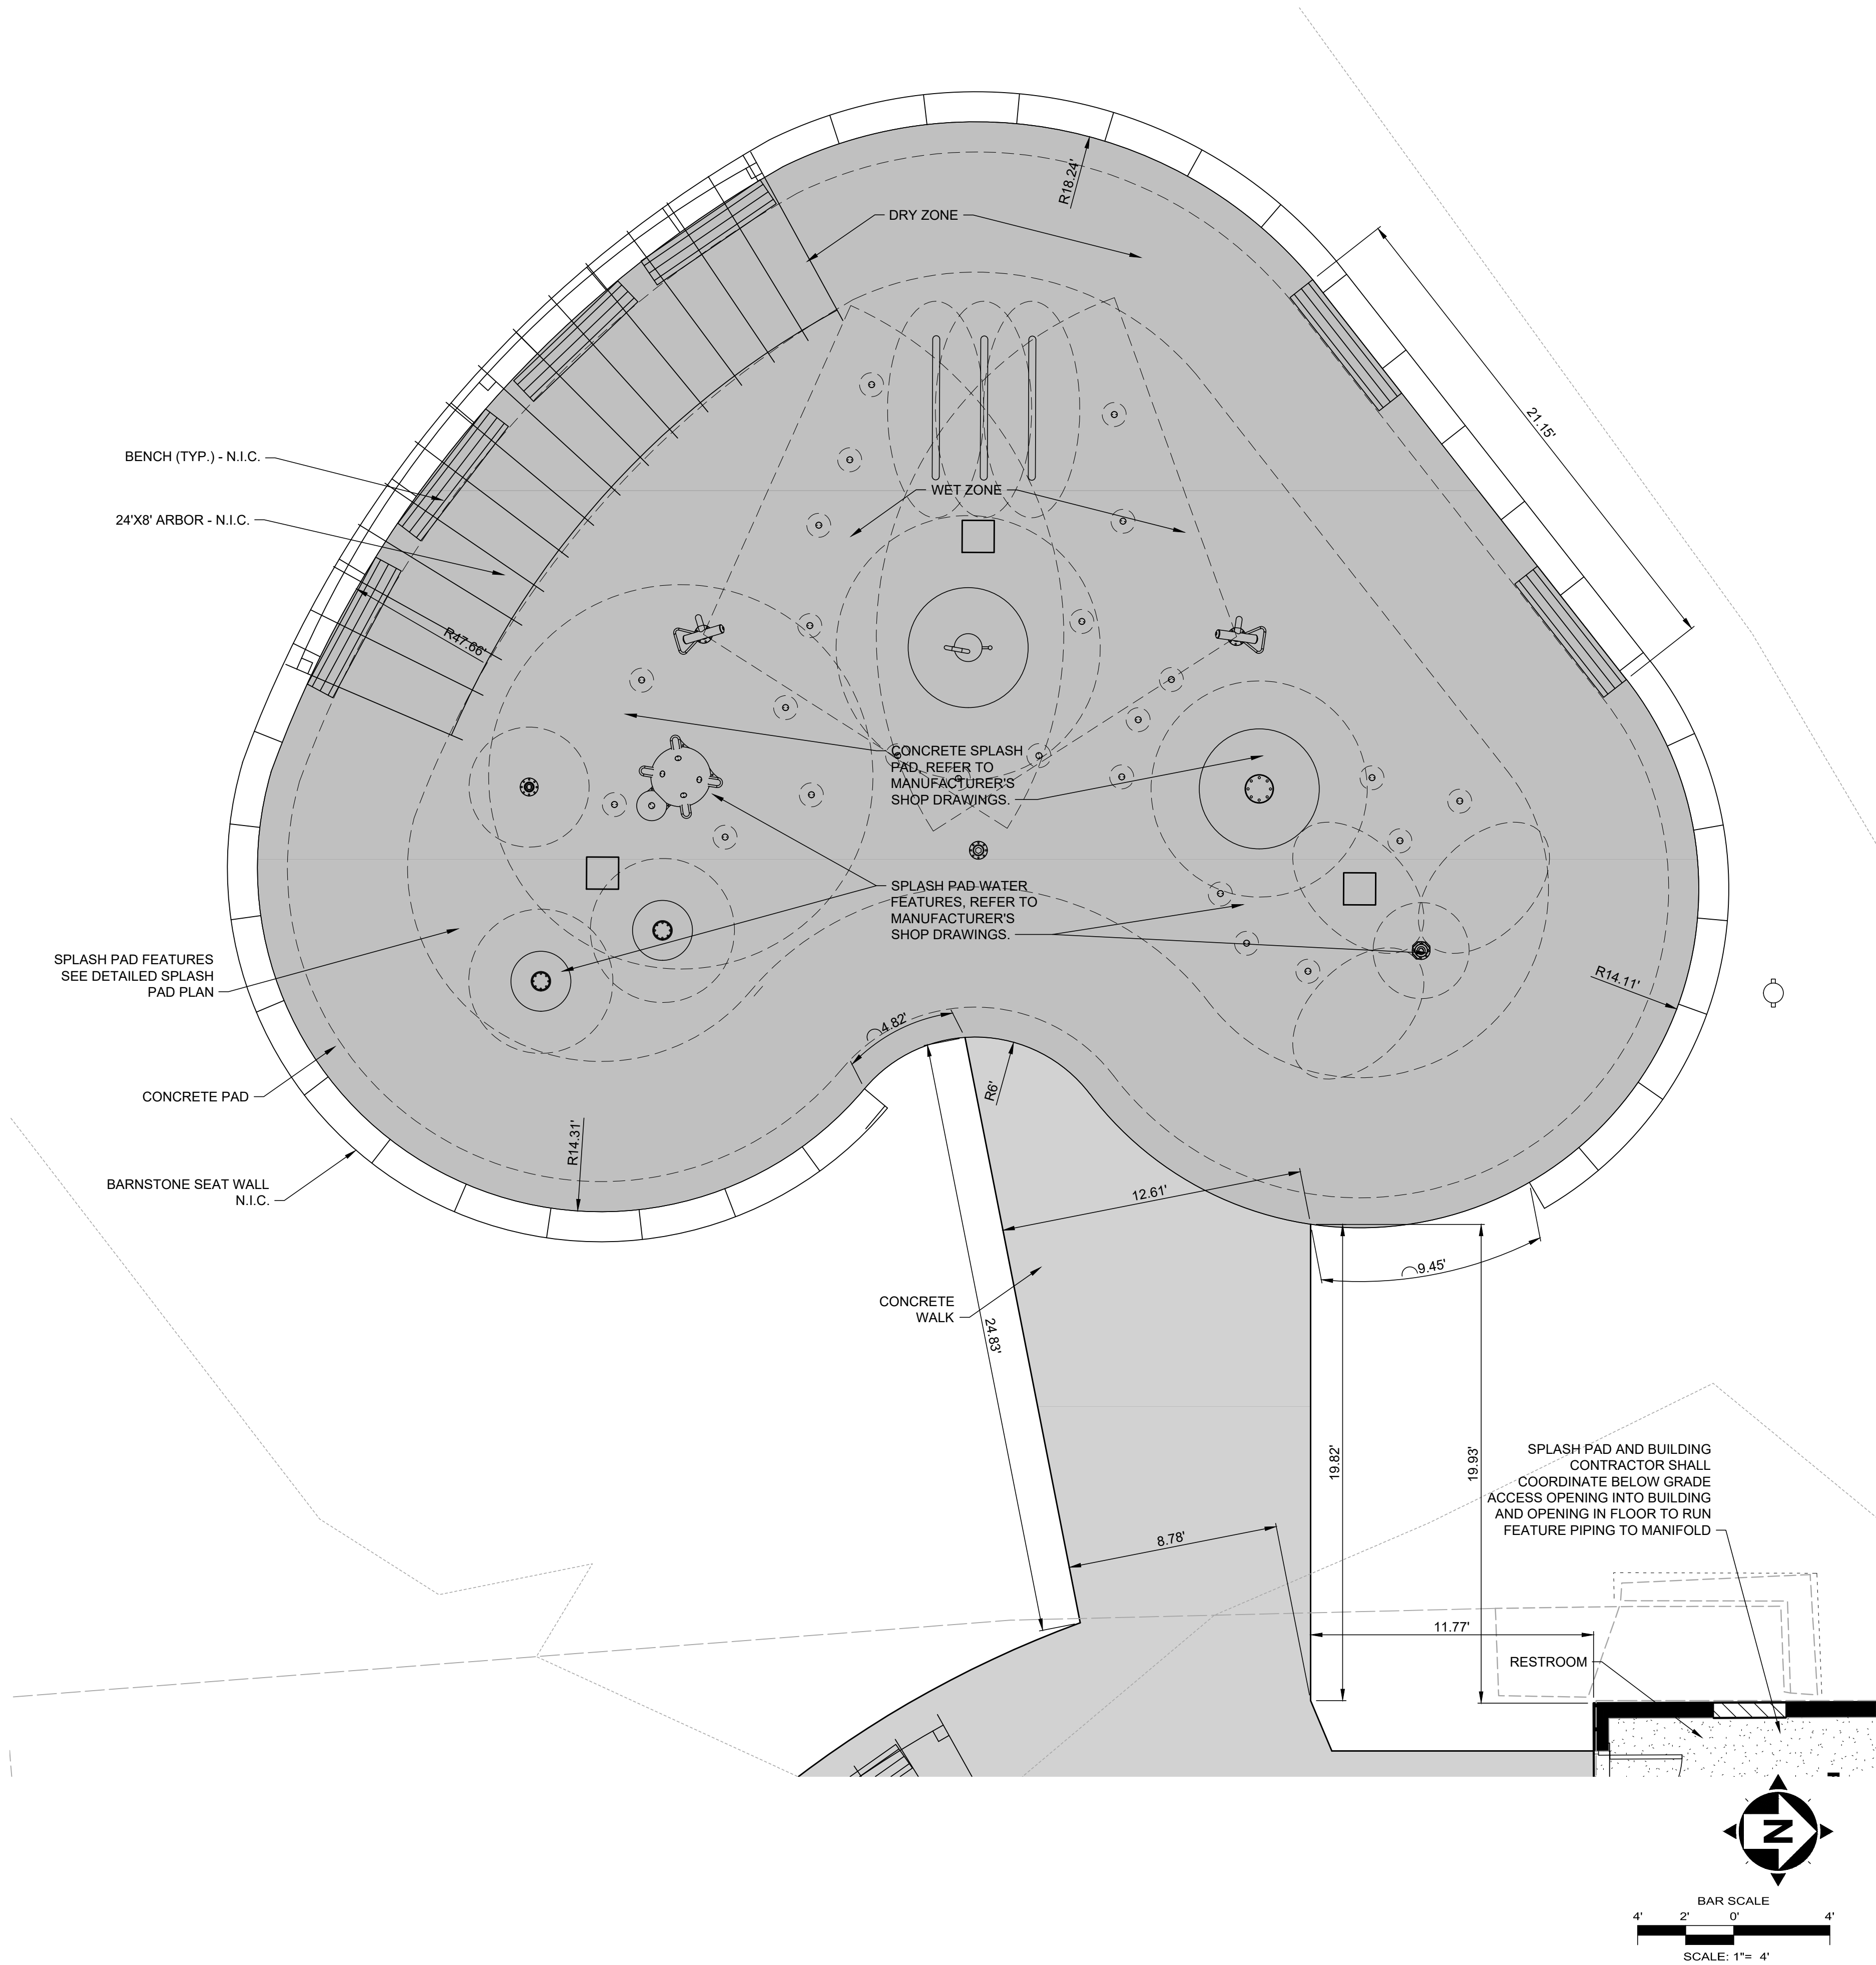 R18.24'
DRY ZONE
21.15'
BENCH (TYP.) - N.I.C.
WET ZONE
24'X8' ARBOR - N.I.C.
R47.66'
CONCRETE SPLASH
PAD, REFER TO
MANUFACTURER'S
SHOP DRAWINGS.
SPLASH PAD WATER
FEATURES, REFER TO
MANUFACTURER'S
SHOP DRAWINGS.
SPLASH PAD FEATURES
SEE DETAILED SPLASH
PAD PLAN
R14.11'
4.82'
CONCRETE PAD
R6'
R14.31'
BARNSTONE SEAT WALL
N.I.C.
12.61'
9.45'
CONCRETE
WALK
24.83'
19.82'
19.93'
SPLASH PAD AND BUILDING
CONTRACTOR SHALL
COORDINATE BELOW GRADE
ACCESS OPENING INTO BUILDING
AND OPENING IN FLOOR TO RUN
FEATURE PIPING TO MANIFOLD
8.78'
11.77'
RESTROOM
N
BAR SCALE
4' 2' 0' 4'
SCALE: 1"= 4'